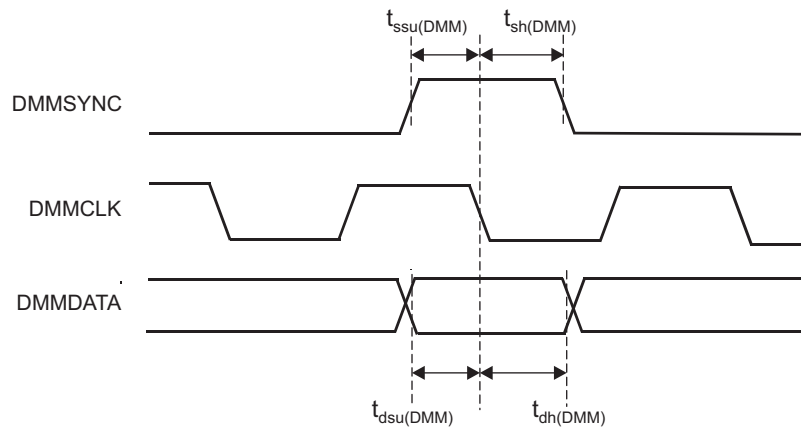 tssu(DMM) tsh(DMM)
DMMSYNC
DMMCLK
DMMDATA
tdsu(DMM) tdh(DMM)